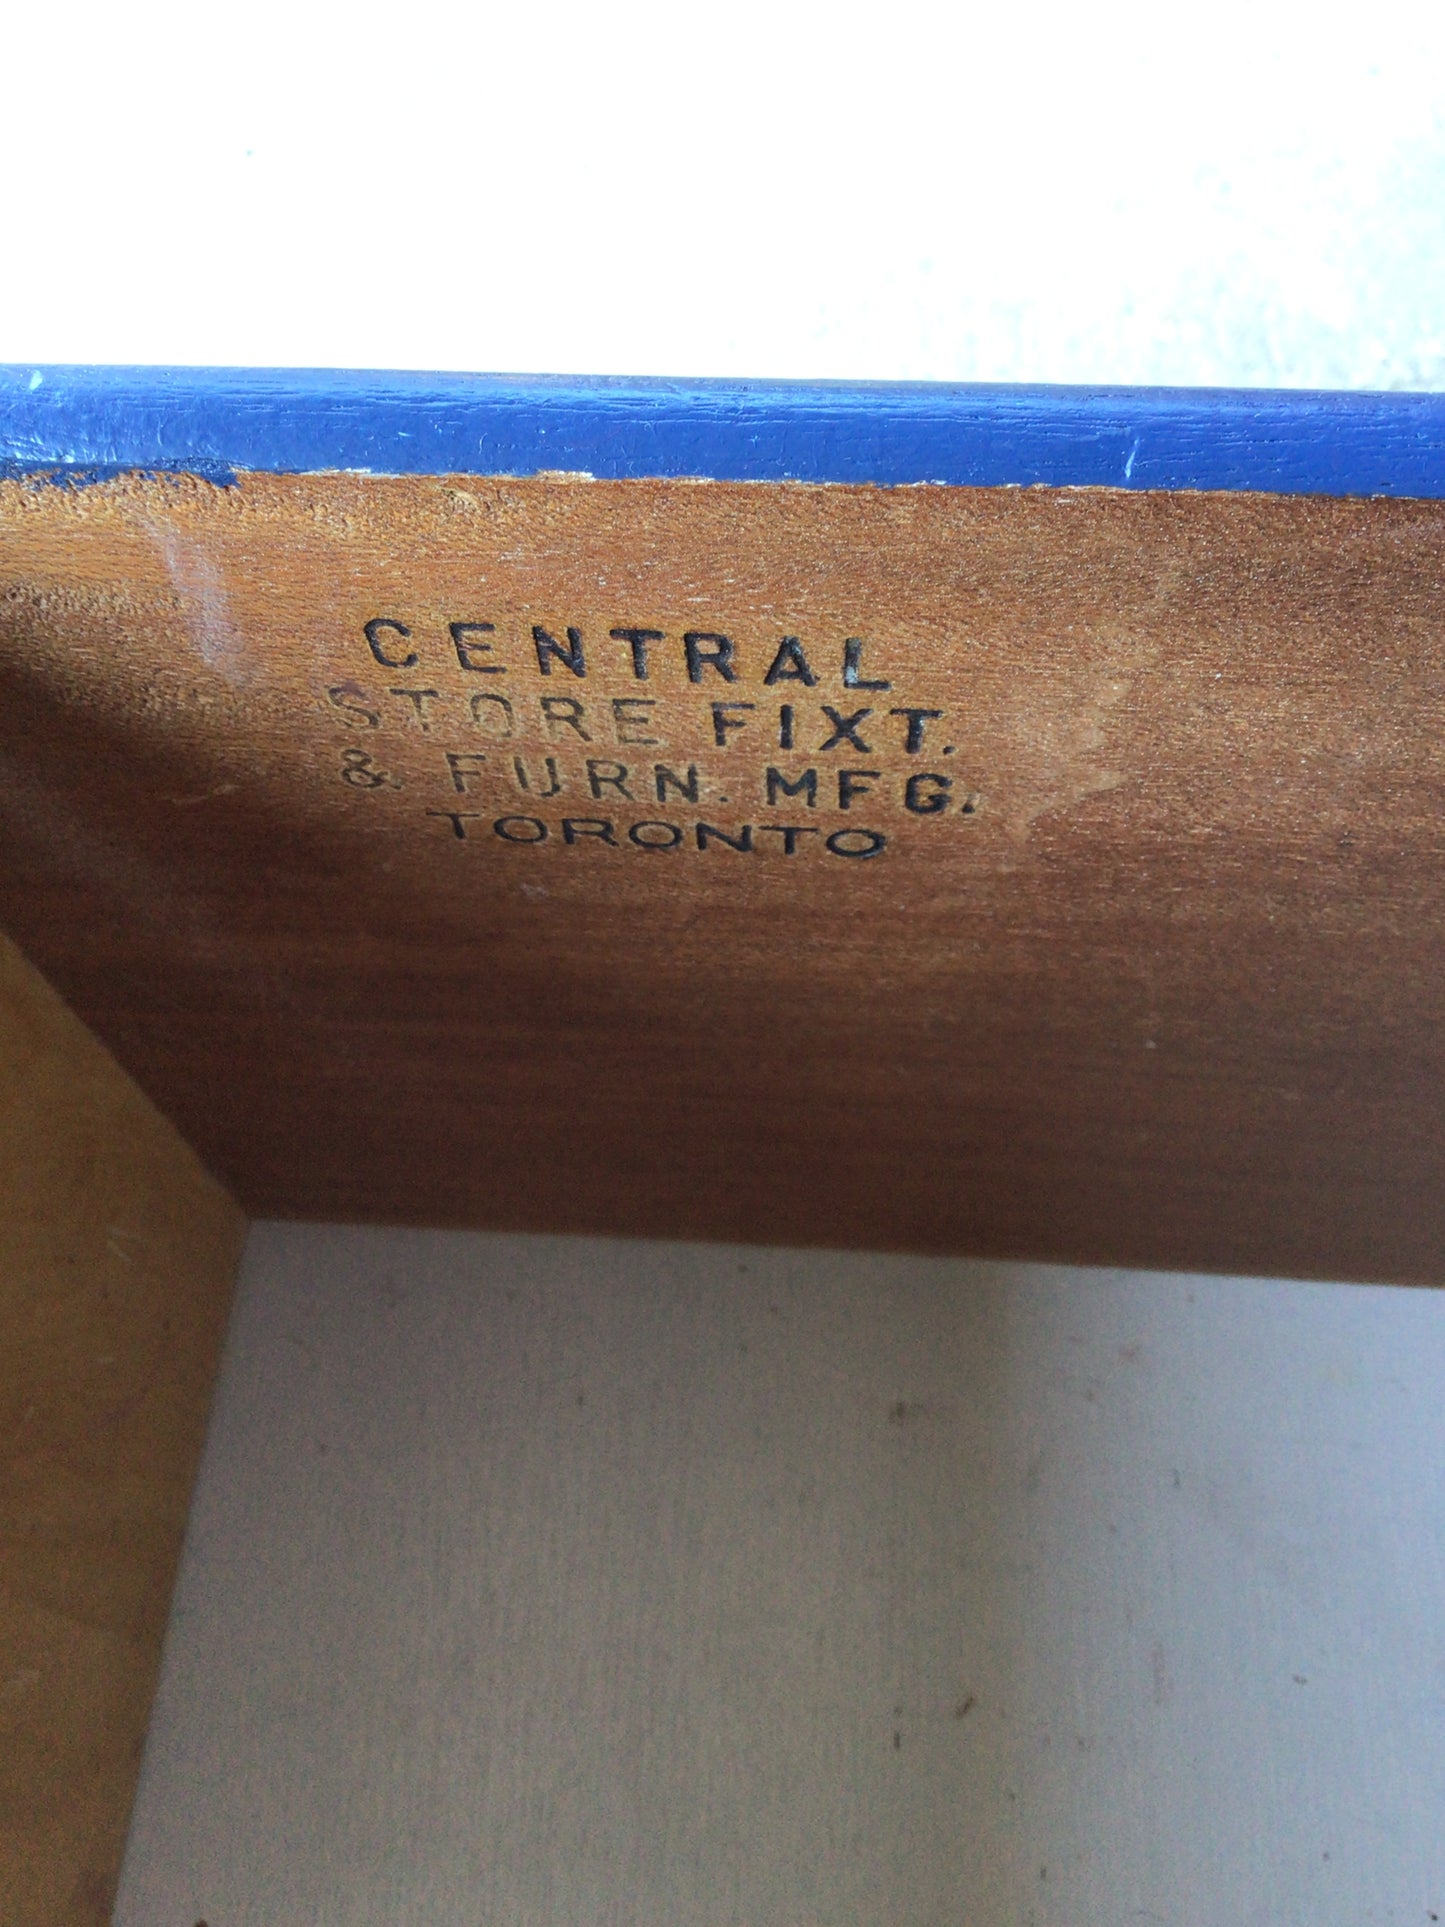 CENTRAL
STORE FIXT.
& FURN. MFG.
TORONTO